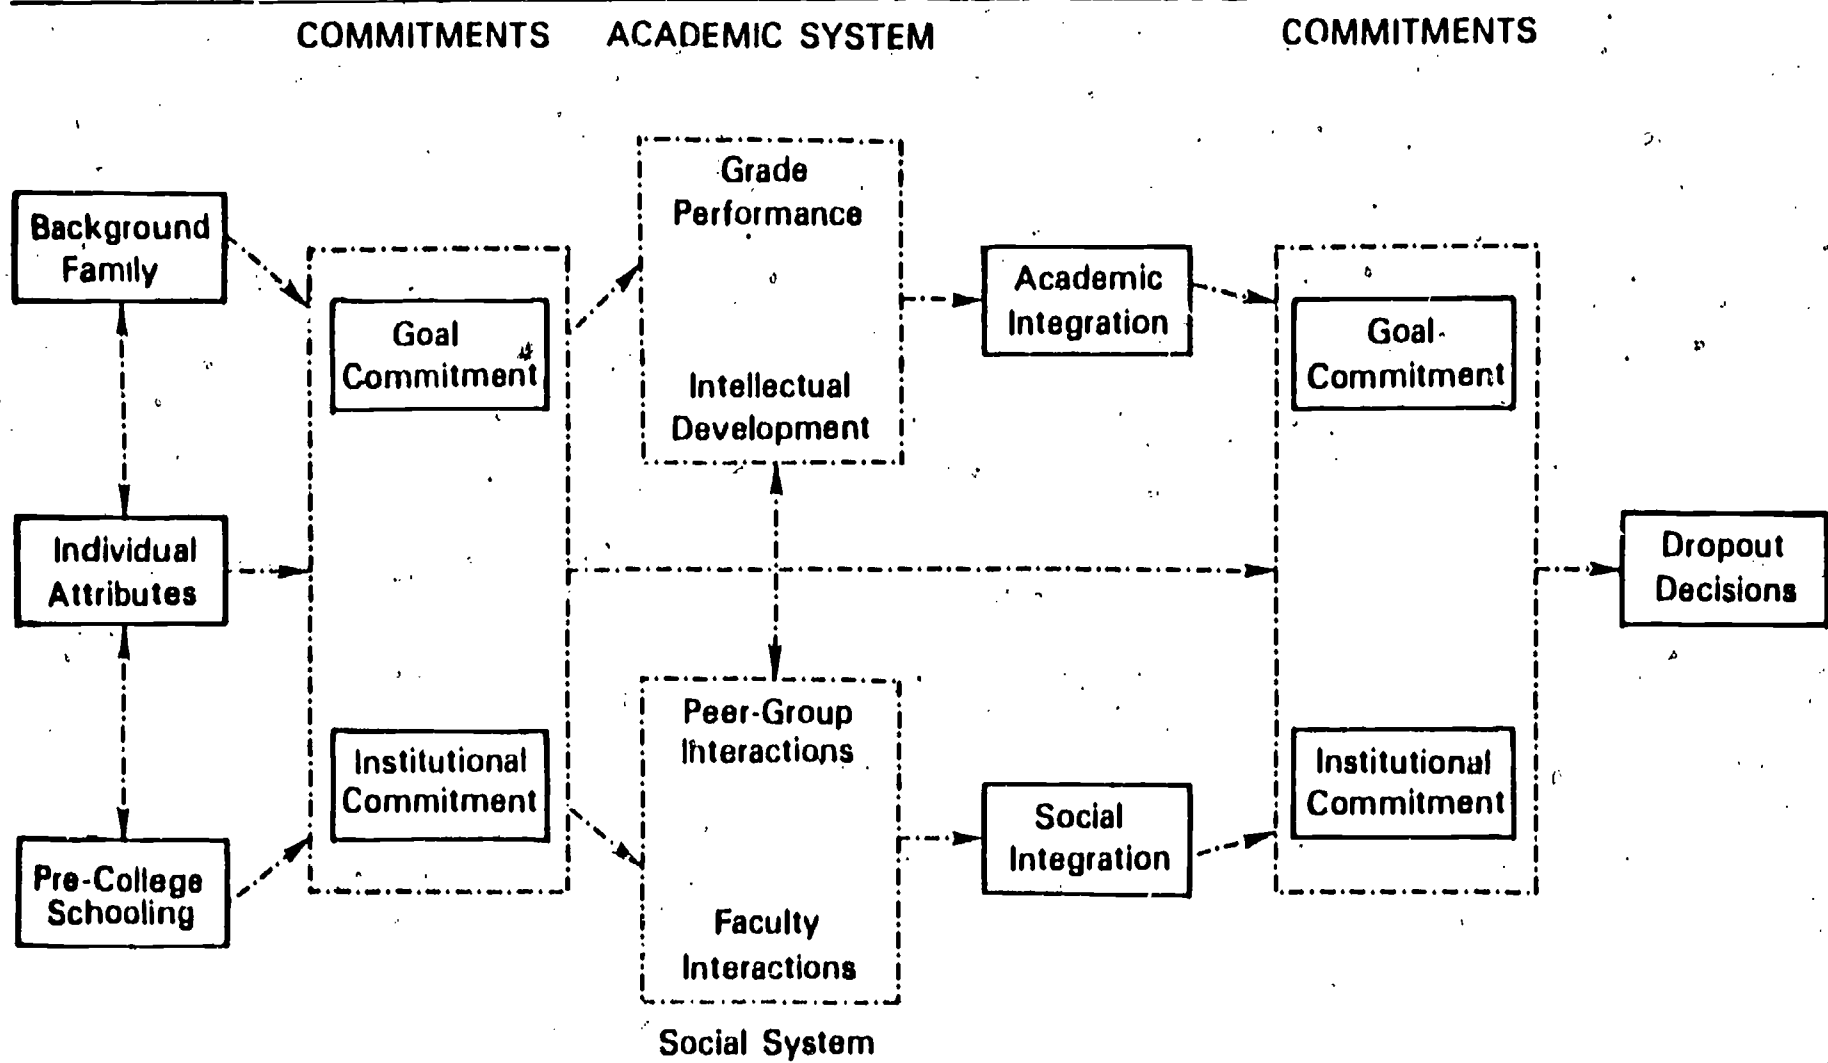 COMMITMENTS
ACADEMIC SYSTEM
COMMITMENTS
Background
Family
Individual
Attributes
Pre-College
Schooling
Goal
Commitment
Institutional
Commitment
Grade
Performance
Intellectual
Development
Peer-Group
Interactions
Faculty
Interactions
Social System
Academic
Integration
Social
Integration
Goal
Commitment
Institutional
Commitment
Dropout
Decisions